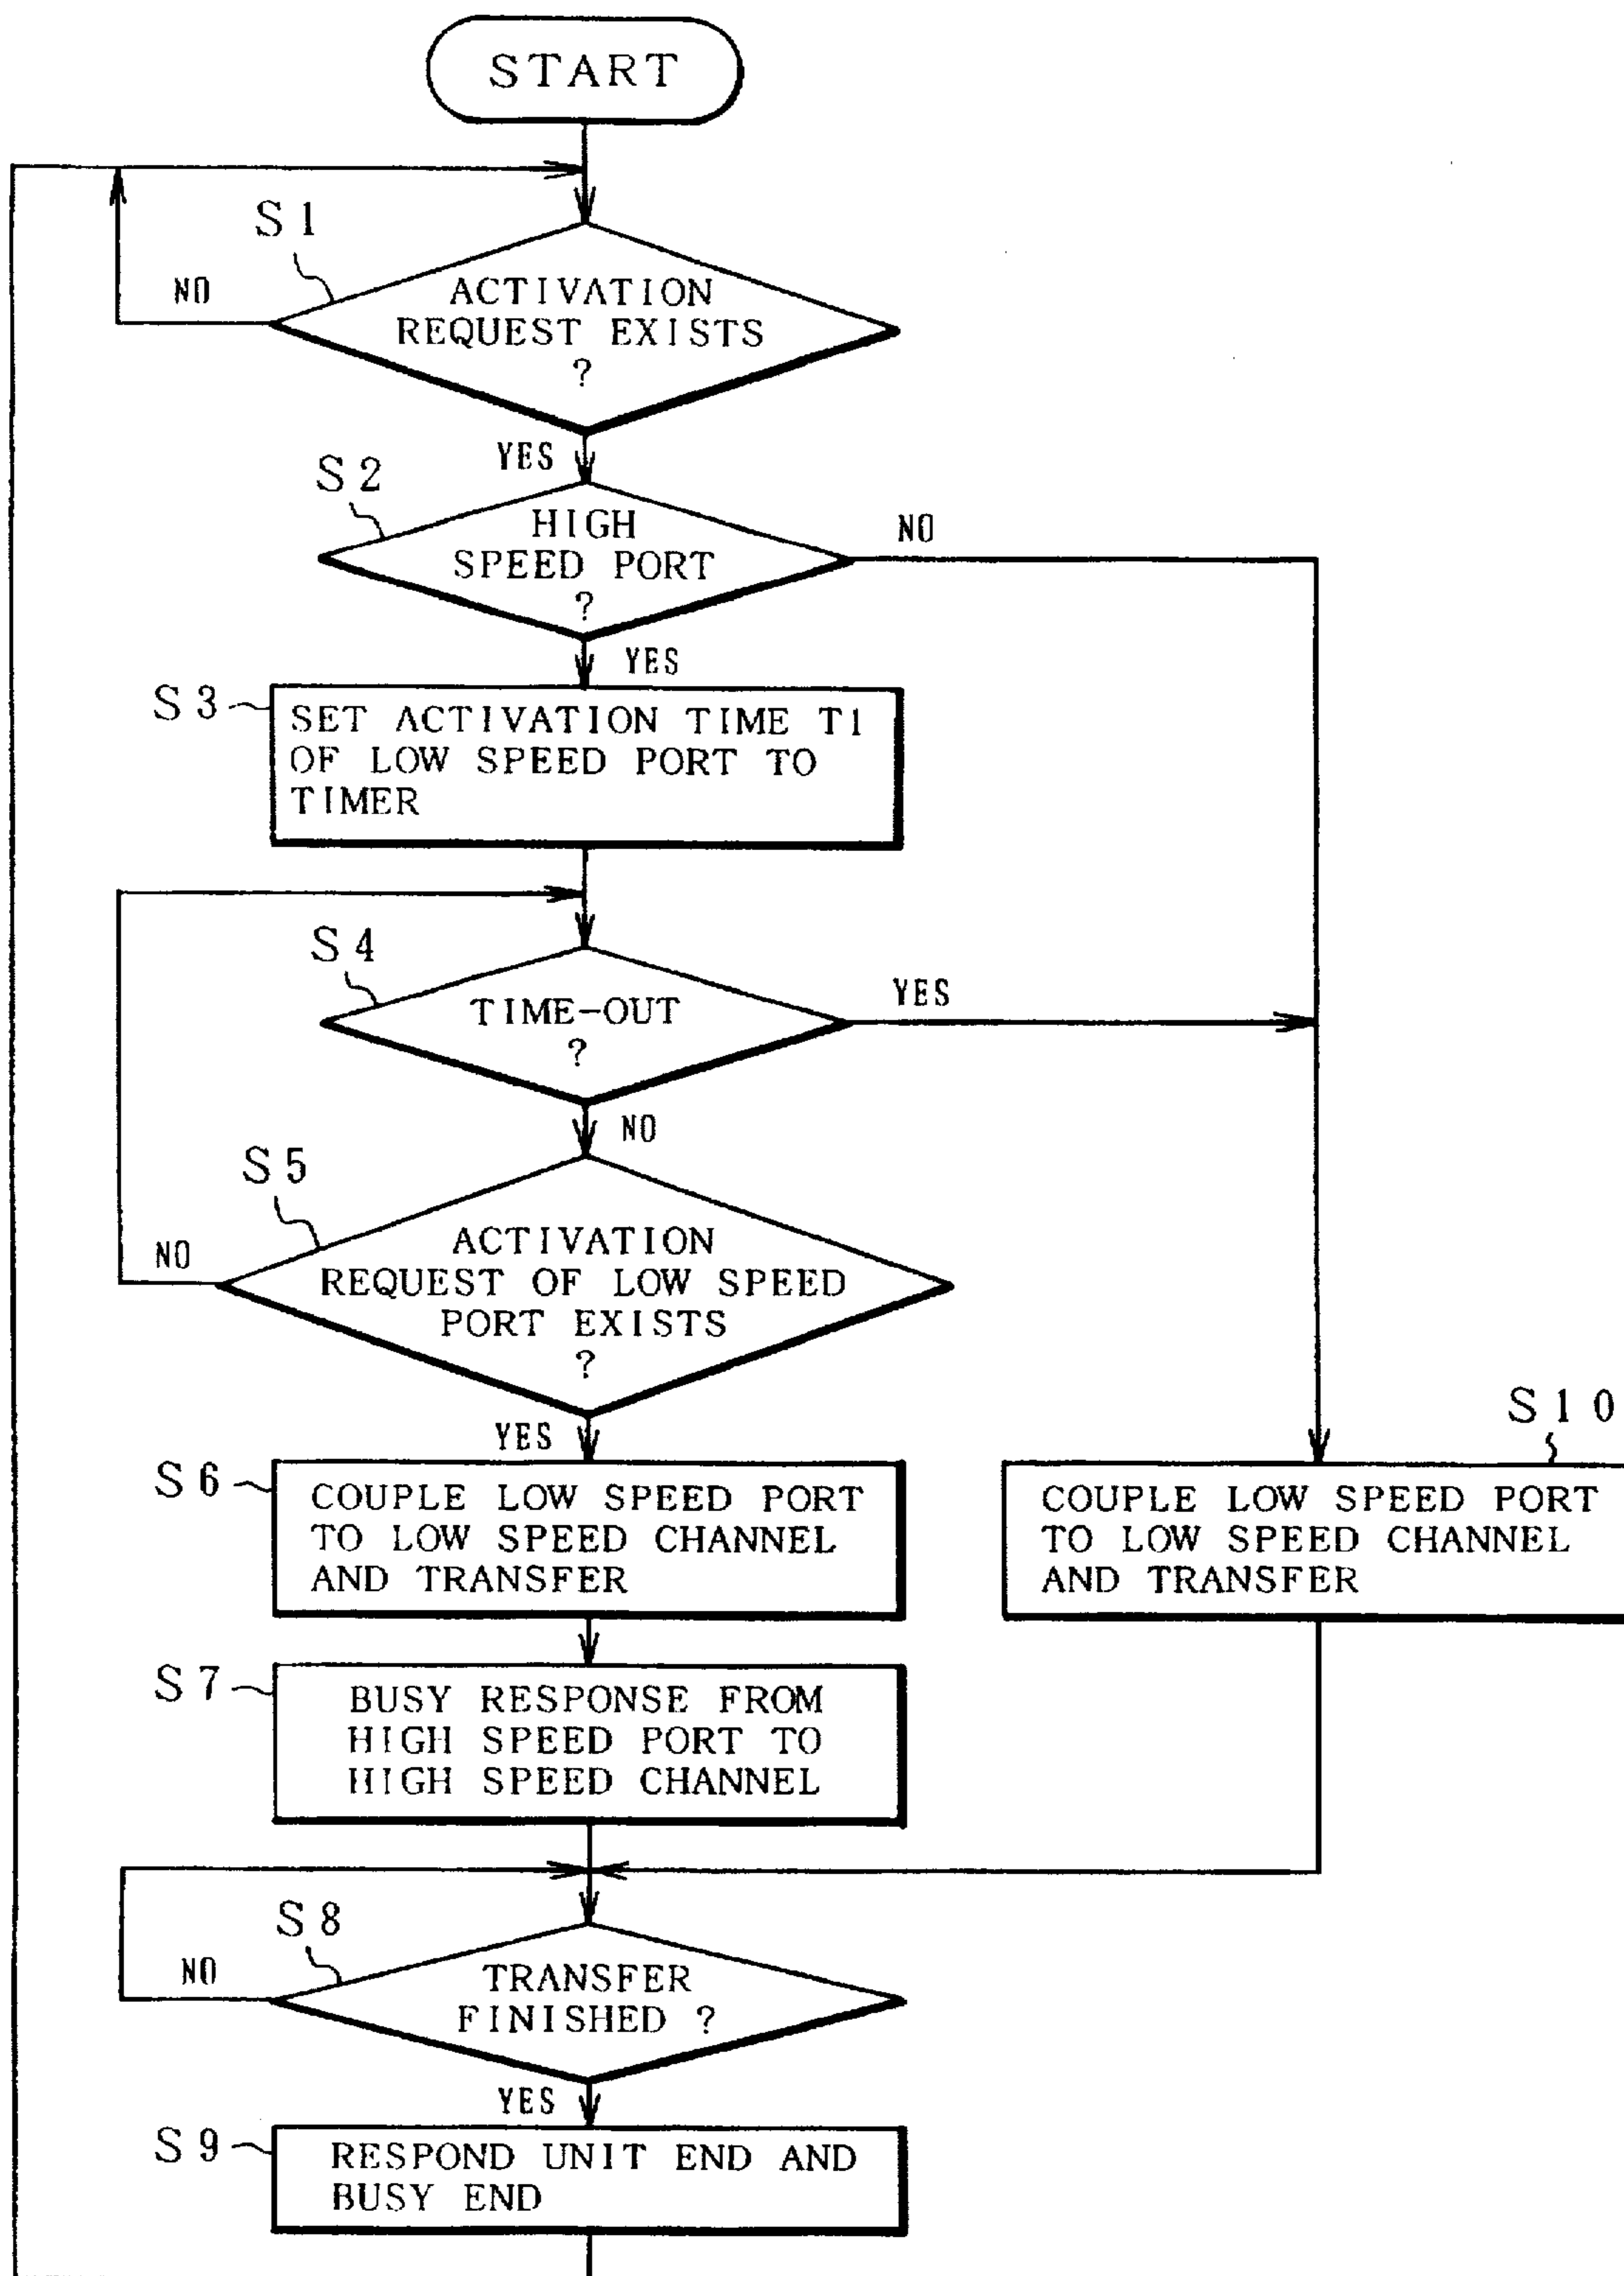 START
S1
ACTIVATION
REQUEST EXISTS
?
NO
YES
S2
HIGH
SPEED PORT
?
NO
YES
S3
SET ACTIVATION TIME T1
OF LOW SPEED PORT TO
TIMER
S4
TIME-OUT
?
YES
NO
S5
ACTIVATION
REQUEST OF LOW SPEED
PORT EXISTS
?
NO
YES
S6
COUPLE LOW SPEED PORT
TO LOW SPEED CHANNEL
AND TRANSFER
S10
COUPLE LOW SPEED PORT
TO LOW SPEED CHANNEL
AND TRANSFER
S7
BUSY RESPONSE FROM
HIGH SPEED PORT TO
HIGH SPEED CHANNEL
S8
TRANSFER
FINISHED ?
NO
YES
S9
RESPOND UNIT END AND
BUSY END